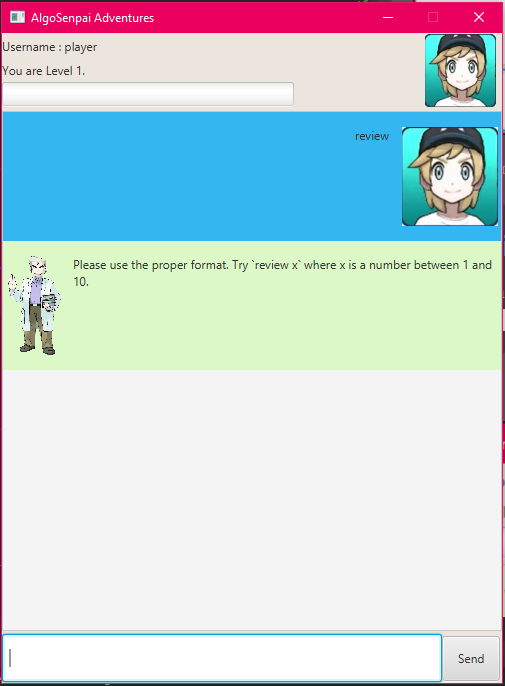 AlgoSenpai Adventures
Username : player
You are Level 1.
review
Please use the proper format. Try `review x` where x is a number between 1 and
10.
Send